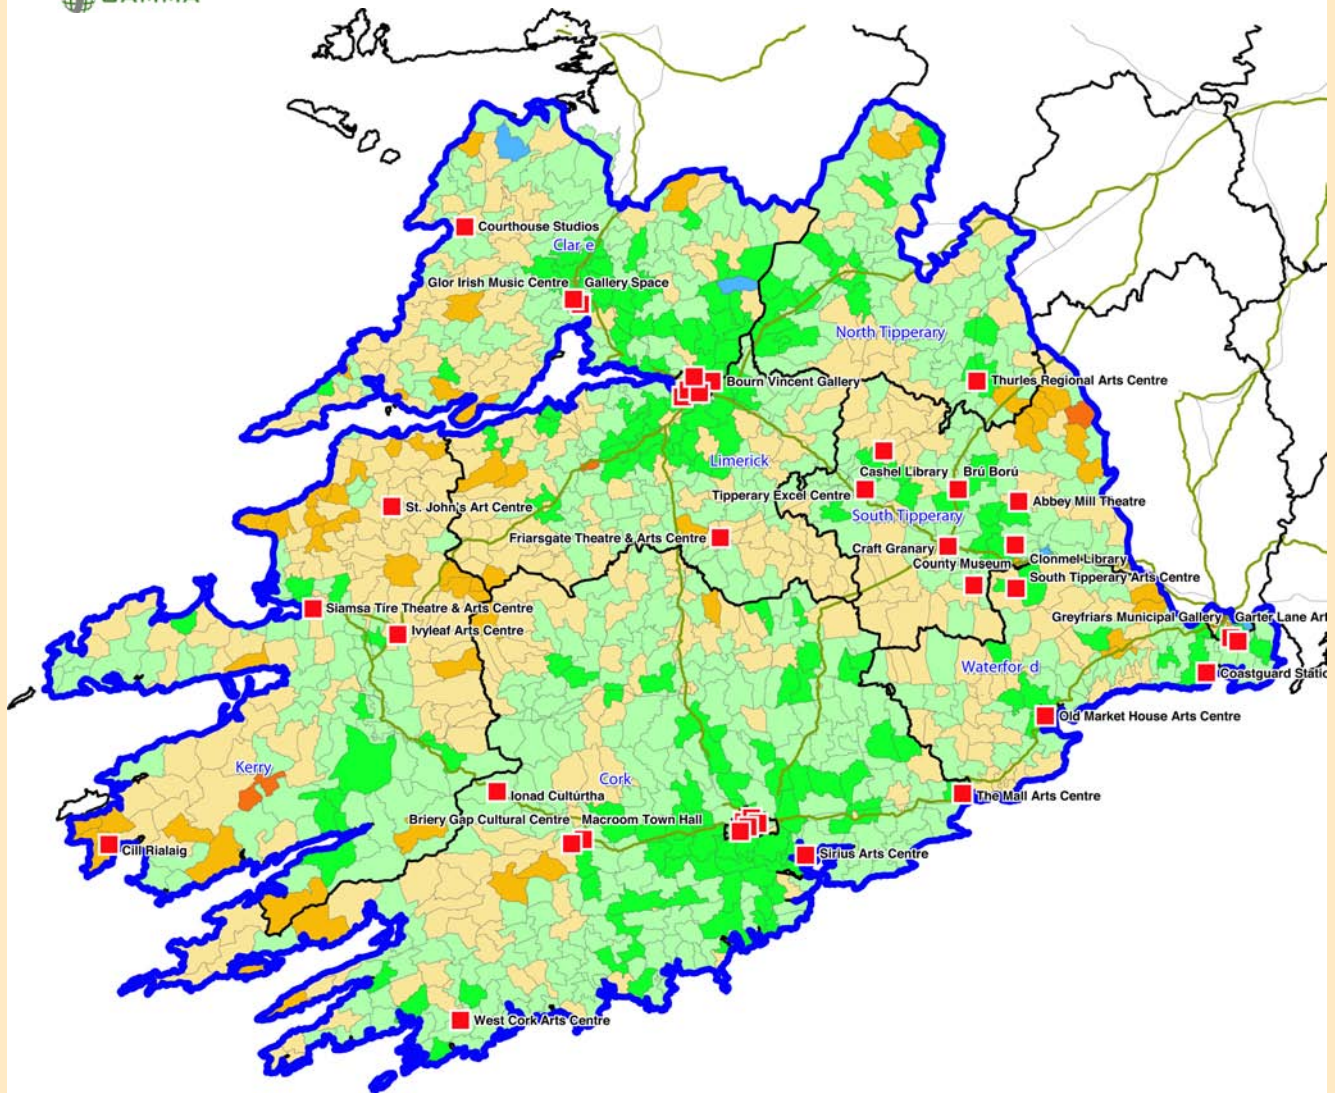 Courthouse Studios
Clar e
Glor Irish Music Centre
Gallery Space
North Tipperary
Bourn Vincent Gallery
Thurles Regional Arts Centre
Limerick
Cashel Library
Brú Ború
Tipperary Excel Centre
Abbey Mill Theatre
St. John's Art Centre
South Tipperary
Friarsgate Theatre & Arts Centre
Craft Granary
Clonmel Library
County Museum
South Tipperary Arts Centre
Siamsa Tíre Theatre & Arts Centre
Greyfriars Municipal Gallery
Garter Lane Art
Ivyleaf Arts Centre
Waterfor d
Coastguard Static
Old Market House Arts Centre
Kerry
Cork
Ionad Cultúrtha
The Mall Arts Centre
Briery Gap Cultural Centre
Macroom Town Hall
Cill Rialaig
Sirius Arts Centre
West Cork Arts Centre